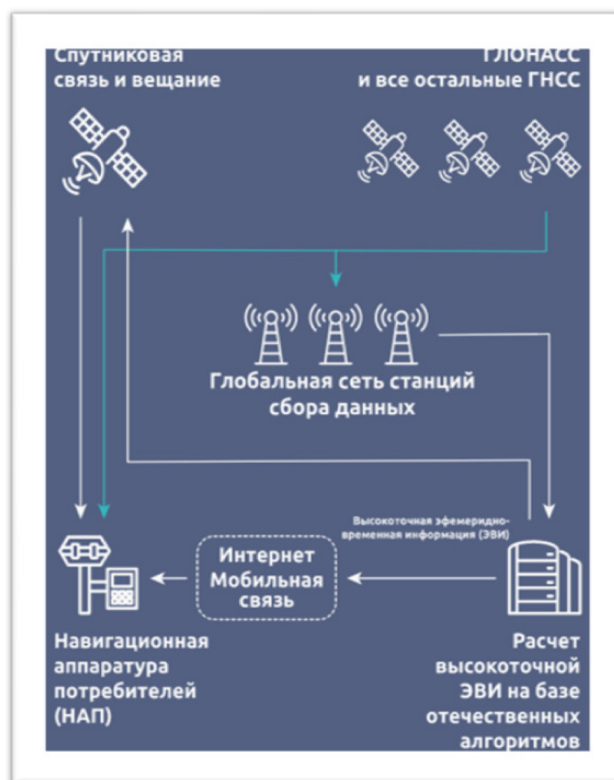 Спутниковая
связь и вещание
ГЛОНАСС
и все остальные ГНСС
Глобальная сеть станций
сбора данных
Высокоточная эфемеридно-
временная информация (ЭВИ)
Интернет
Мобильная
связь
Навигационная
аппаратура
потребителей
(НАП)
Расчет
высокоточной
ЭВИ на базе
отечественных
алгоритмов